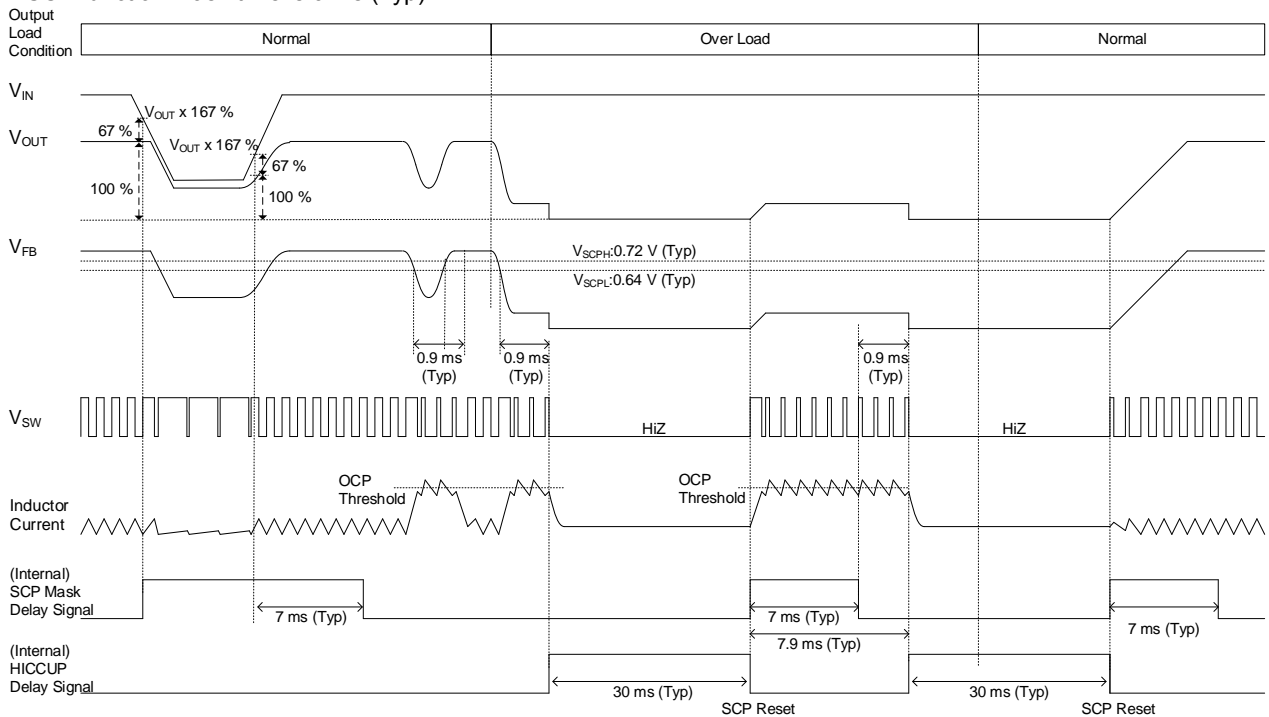 Output
Load
Condition
Normal
Over Load
Normal
VIN
VOUT x 167 %
67 %
VOUT
VOUT x 167 %
67 %
100 %
100 %
VFB
VSCPH:0.72 V (Typ)
VSCPL:0.64 V (Typ)
0.9 ms
(Typ)
0.9 ms
(Typ)
0.9 ms
(Typ)
VSW
HiZ
HiZ
OCP
Threshold
OCP
Threshold
Inductor
Current
(Internal)
SCP Mask
Delay Signal
7 ms (Typ)
7 ms (Typ)
7 ms (Typ)
7.9 ms (Typ)
(Internal)
HICCUP
Delay Signal
30 ms (Typ)
30 ms (Typ)
SCP Reset
SCP Reset